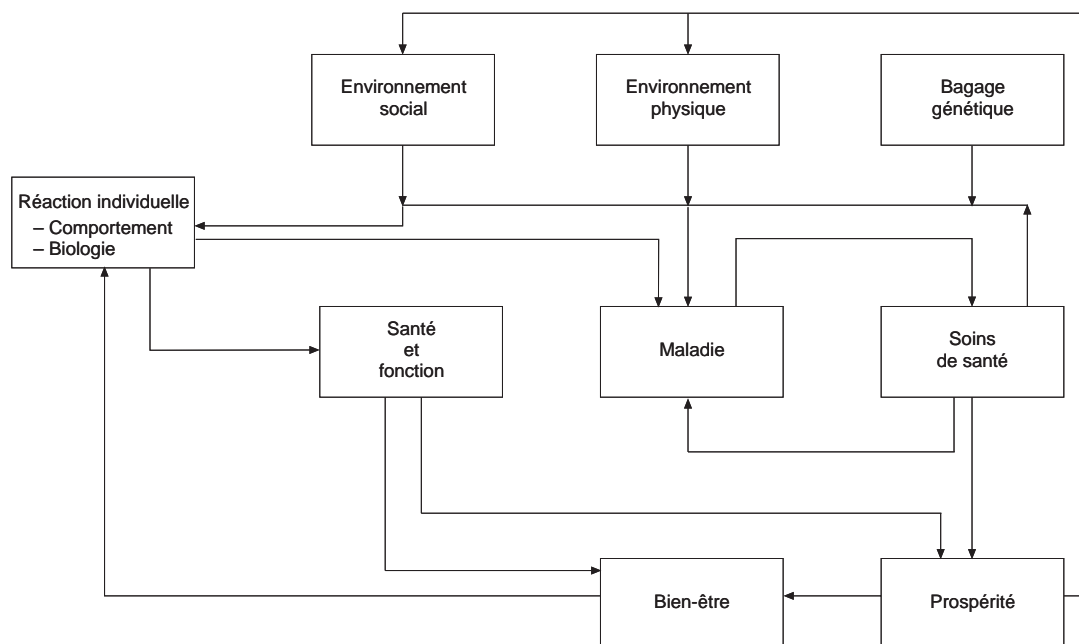 Environnement
social
Environnement
physique
Bagage
génétique
Réaction individuelle
– Comportement
– Biologie
Santé
et
fonction
Maladie
Soins
de santé
Bien-être
Prospérité